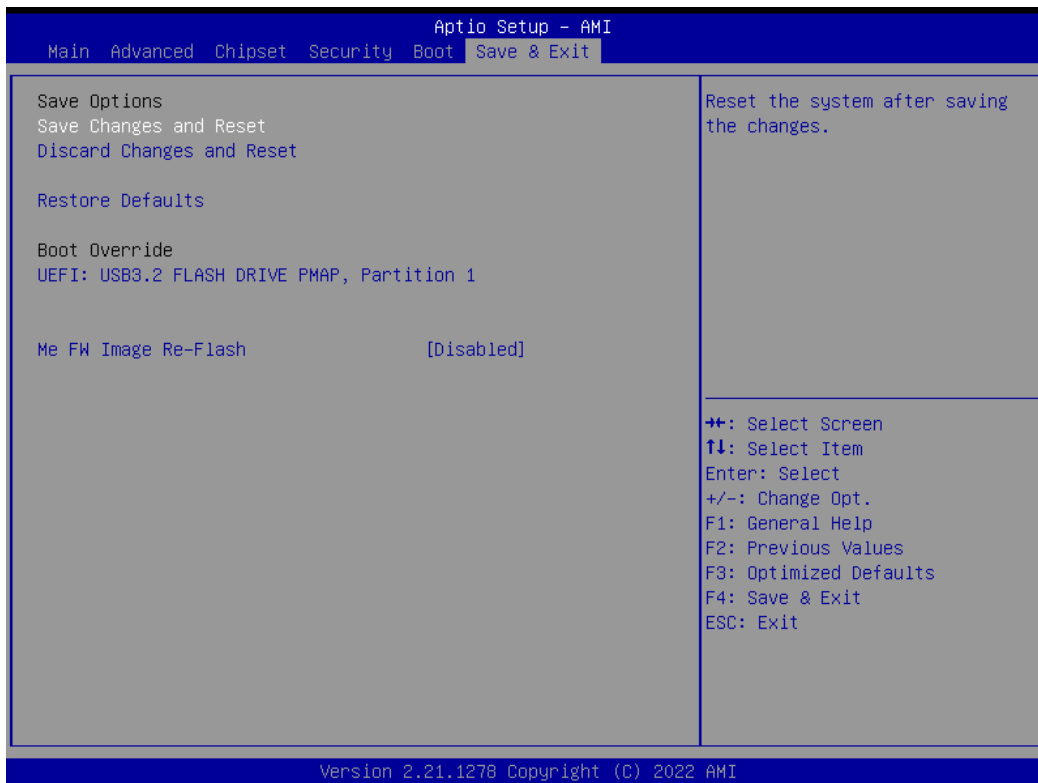 Aptio Setup – AMI
Main Advanced Chipset Security Boot Save & Exit
Save Options
Save Changes and Reset
Discard Changes and Reset
Restore Defaults
Boot Override
UEFI: USB3.2 FLASH DRIVE PMAP, Partition 1
Me FW Image Re-Flash [Disabled]
Reset the system after saving
the changes.
→←: Select Screen
↑↓: Select Item
Enter: Select
+/-: Change Opt.
F1: General Help
F2: Previous Values
F3: Optimized Defaults
F4: Save & Exit
ESC: Exit
Version 2.21.1278 Copyright (C) 2022 AMI